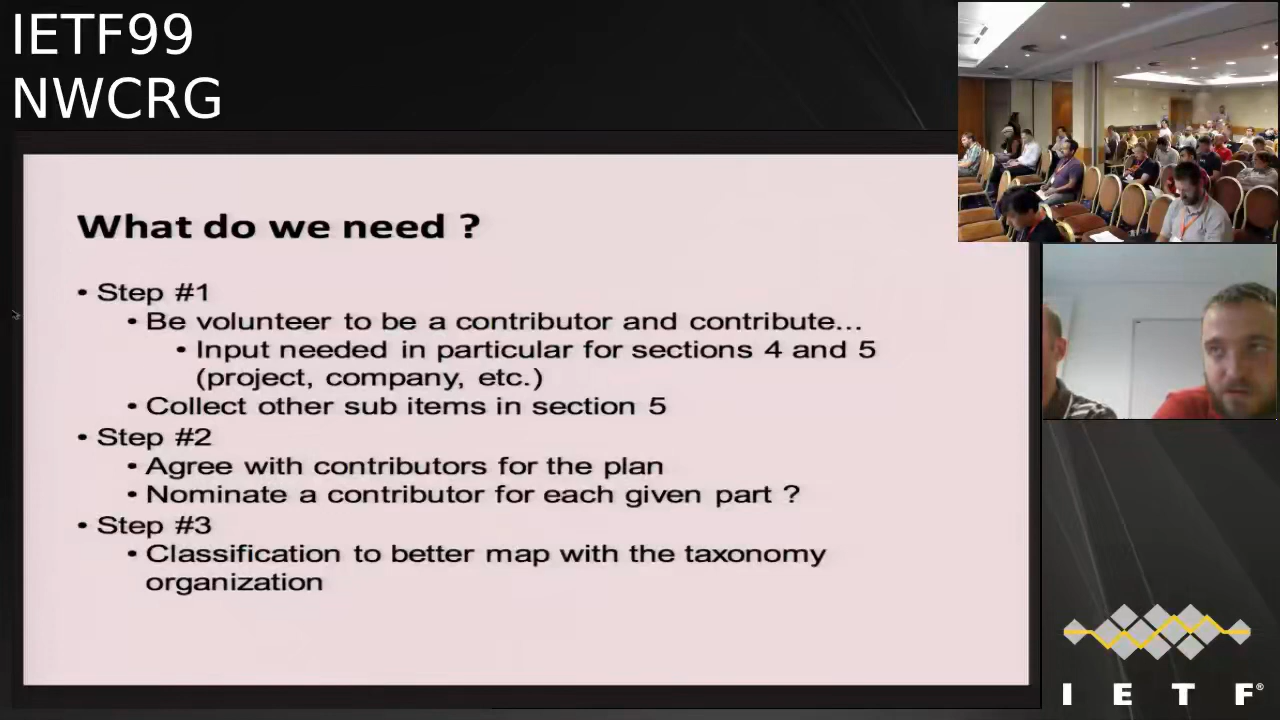 IETF99
NWCRG
What do we need ?
• Step #1
• Be volunteer to be a contributor and contribute...
• Input needed in particular for sections 4 and 5
(project, company, etc.)
• Collect other sub items in section 5
• Step #2
• Agree with contributors for the plan
• Nominate a contributor for each given part ?
• Step #3
• Classification to better map with the taxonomy
organization
I E T F®